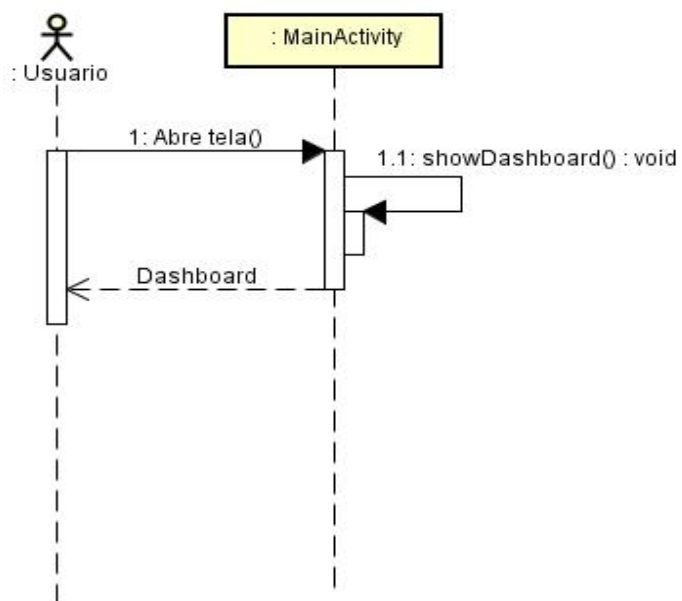 : MainActivity
: Usuario
1: Abre tela()
1.1: showDashboard() : void
Dashboard